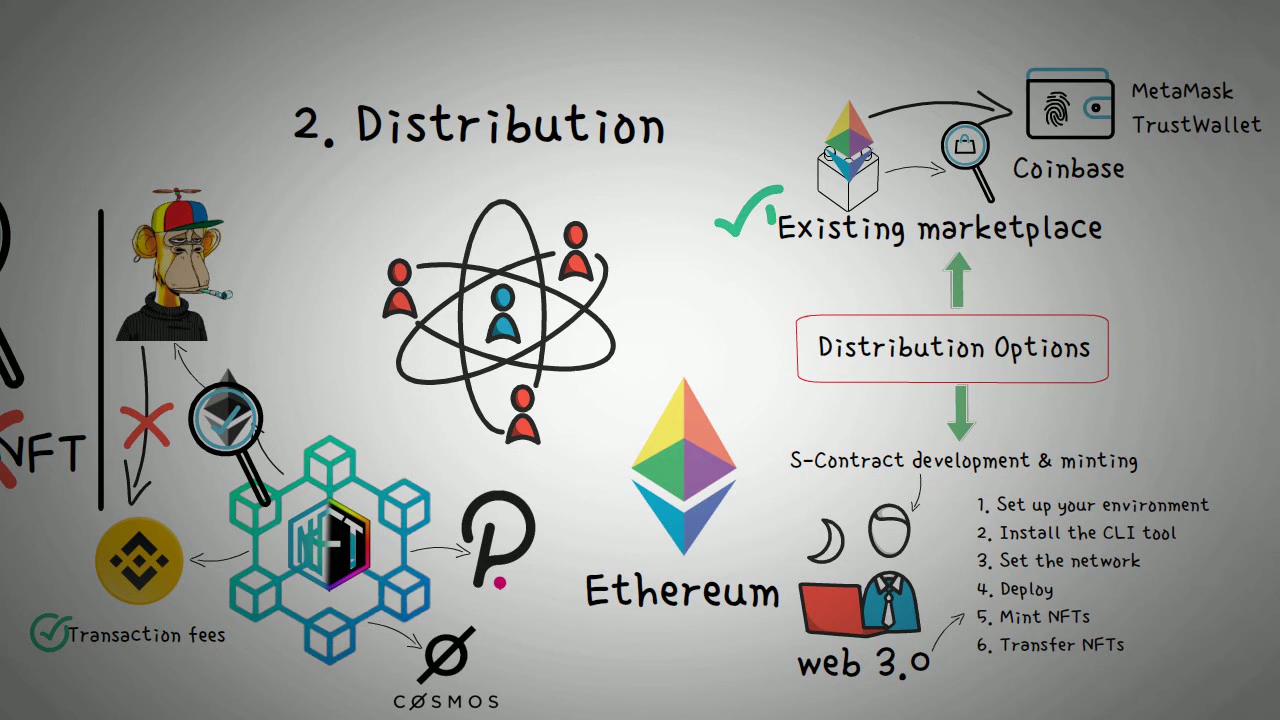 2. Distribution
MetaMask
TrustWallet
Coinbase
Existing marketplace
Distribution Options
S-Contract development & minting
1. Set up your environment
2. Install the CLI tool
3. Set the network
4. Deploy
5. Mint NFTs
6. Transfer NFTs
web 3.0
Ethereum
NFT
NFT
Transaction fees
CØSMOS